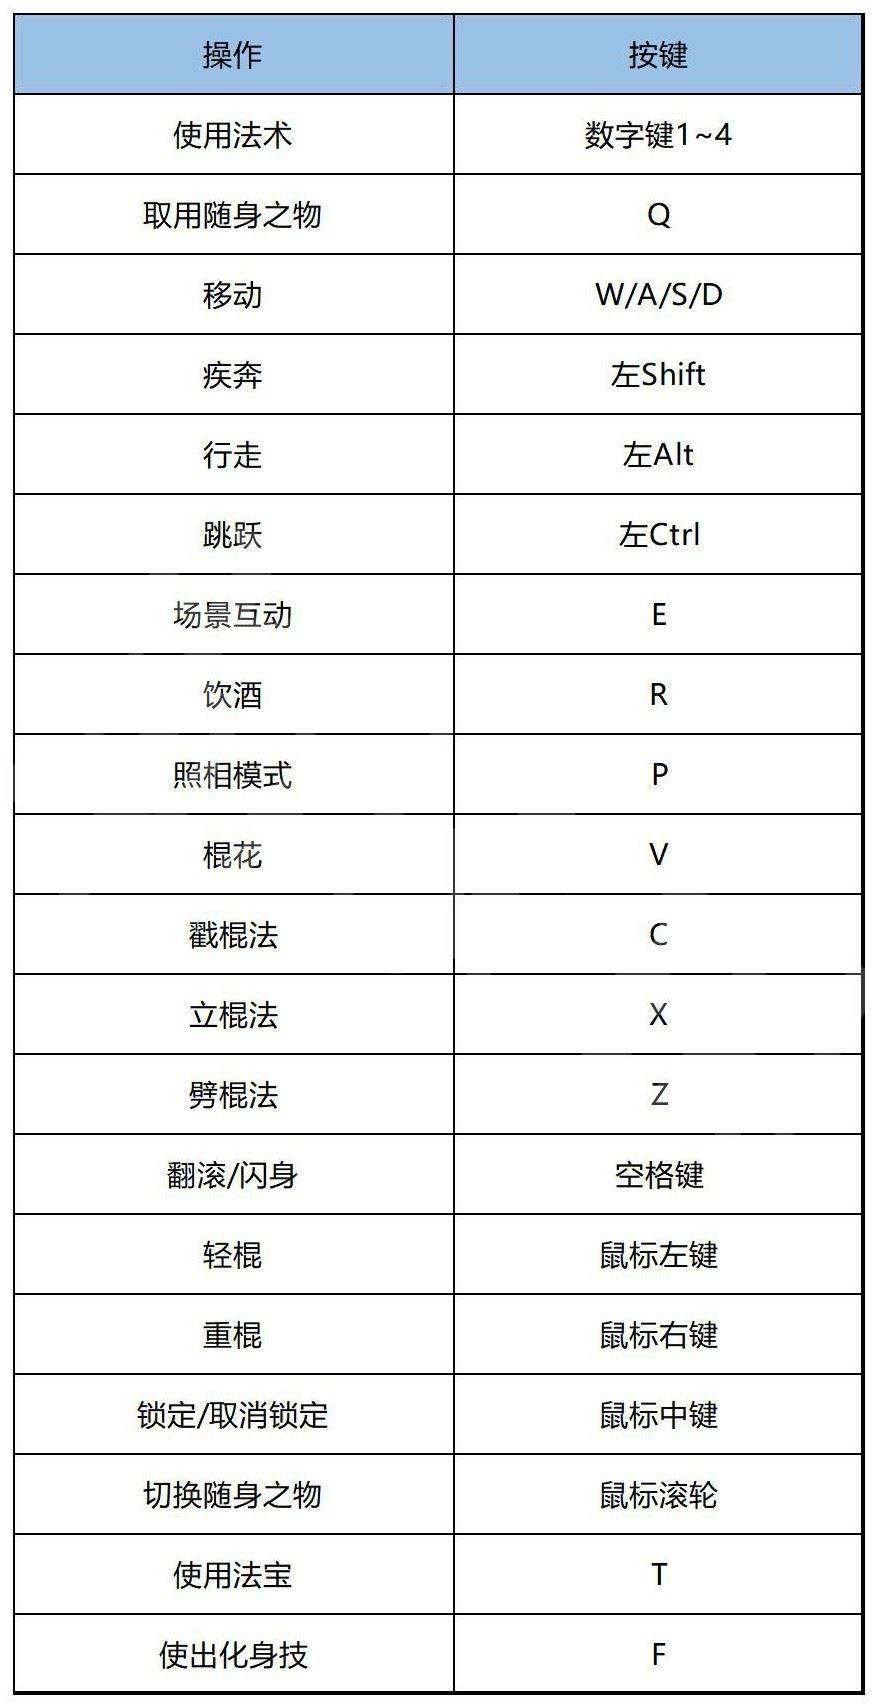 操作 按键
使用法术 数字键1~4
取用随身之物 Q
移动 W/A/S/D
疾奔 左Shift
行走 左Alt
跳跃 左Ctrl
场景互动 E
饮酒 R
照相模式 P
棍花 V
戳棍法 C
立棍法 X
劈棍法 Z
翻滚/闪身 空格键
轻棍 鼠标左键
重棍 鼠标右键
锁定/取消锁定 鼠标中键
切换随身之物 鼠标滚轮
使用法宝 T
使出化身技 F